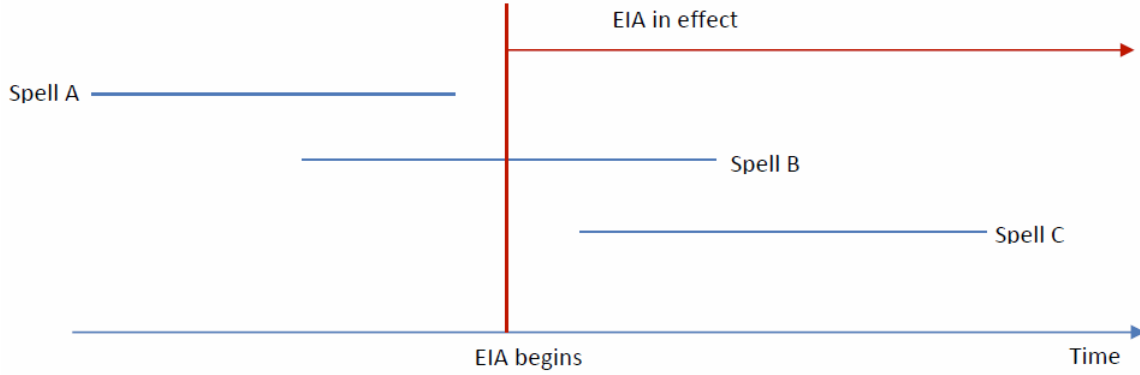 EIA in effect
Spell A
Spell B
Spell C
EIA begins
Time